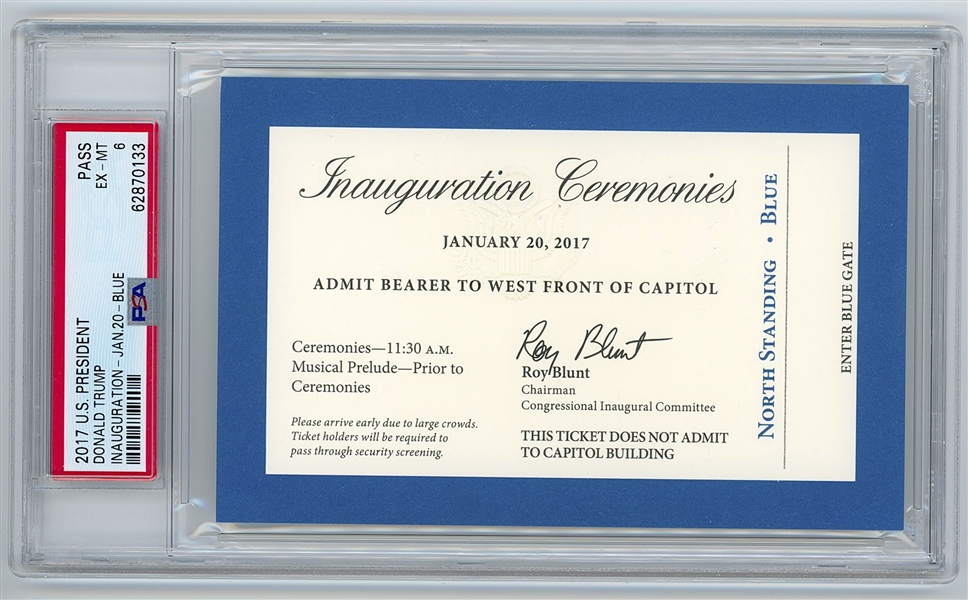 2017 U.S. PRESIDENT
DONALD TRUMP
INAUGURATION - JAN.20 - BLUE
PASS
EX - MT
6
62870133
PSA
Inauguration Ceremonies
JANUARY 20, 2017
ADMIT BEARER TO WEST FRONT OF CAPITOL
Ceremonies—11:30 A.M.
Musical Prelude—Prior to
Ceremonies
Please arrive early due to large crowds.
Ticket holders will be required to
pass through security screening.
Roy Blunt
Roy Blunt
Chairman
Congressional Inaugural Committee
THIS TICKET DOES NOT ADMIT
TO CAPITOL BUILDING
NORTH STANDING • BLUE
ENTER BLUE GATE